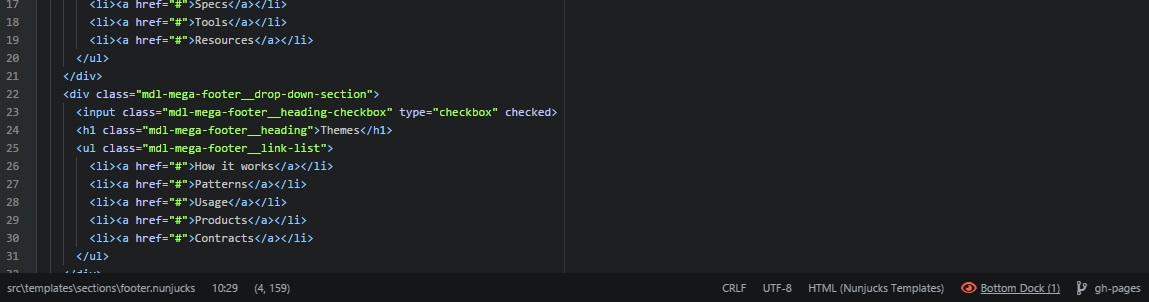 17 <li><a href="#">Specs</a></li>
18 <li><a href="#">Tools</a></li>
19 <li><a href="#">Resources</a></li>
20 </ul>
21 </div>
22 <div class="mdl-mega-footer__drop-down-section">
23 <input class="mdl-mega-footer__heading-checkbox" type="checkbox" checked>
24 <h1 class="mdl-mega-footer__heading">Themes</h1>
25 <ul class="mdl-mega-footer__link-list">
26 <li><a href="#">How it works</a></li>
27 <li><a href="#">Patterns</a></li>
28 <li><a href="#">Usage</a></li>
29 <li><a href="#">Products</a></li>
30 <li><a href="#">Contracts</a></li>
31 </ul>
32 </div>
src\templates\sections\footer.nunjucks 10:29 (4, 159) CRLF UTF-8 HTML (Nunjucks Templates) Bottom Dock (1) gh-pages